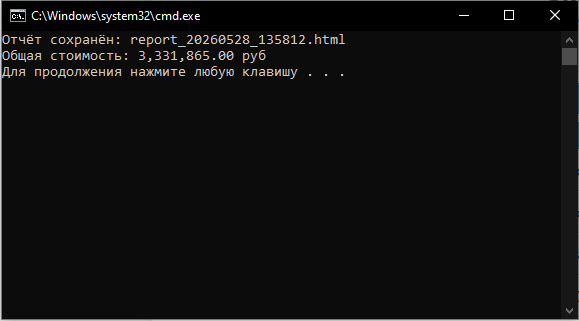 C:\Windows\system32\cmd.exe
Отчёт сохранён: report_20260528_135812.html
Общая стоимость: 3,331,865.00 руб
Для продолжения нажмите любую клавишу . . .